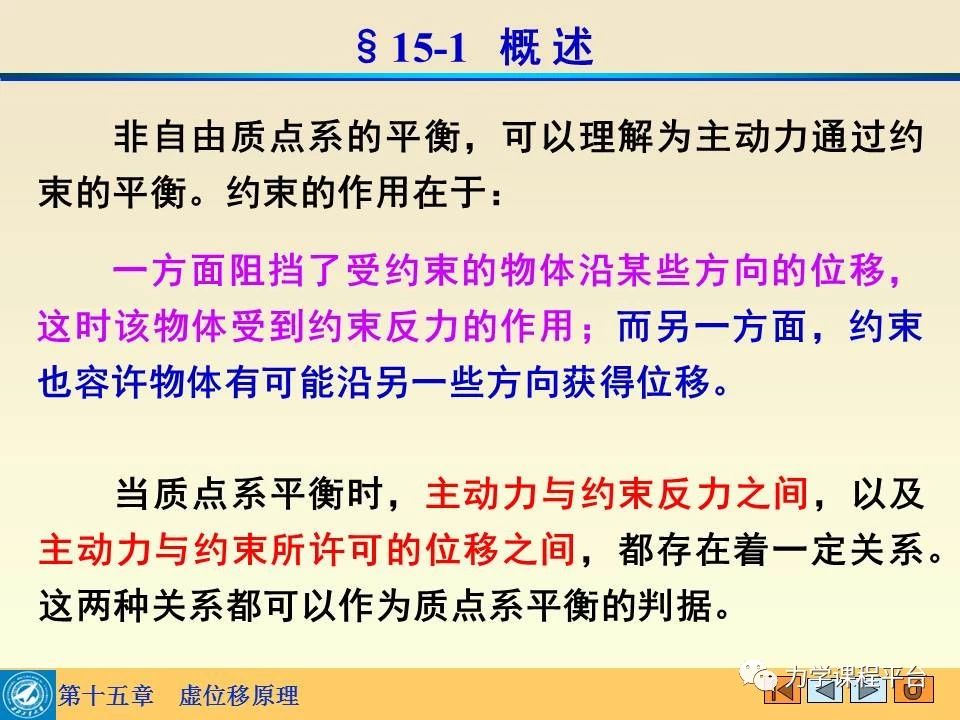 §15-1 概 述
非自由质点系的平衡，可以理解为主动力通过约
束的平衡。约束的作用在于：
一方面阻挡了受约束的物体沿某些方向的位移，
这时该物体受到约束反力的作用；而另一方面，约束
也容许物体有可能沿另一些方向获得位移。
当质点系平衡时，主动力与约束反力之间，以及
主动力与约束所许可的位移之间，都存在着一定关系。
这两种关系都可以作为质点系平衡的判据。
第十五章 虚位移原理
力学课程平台